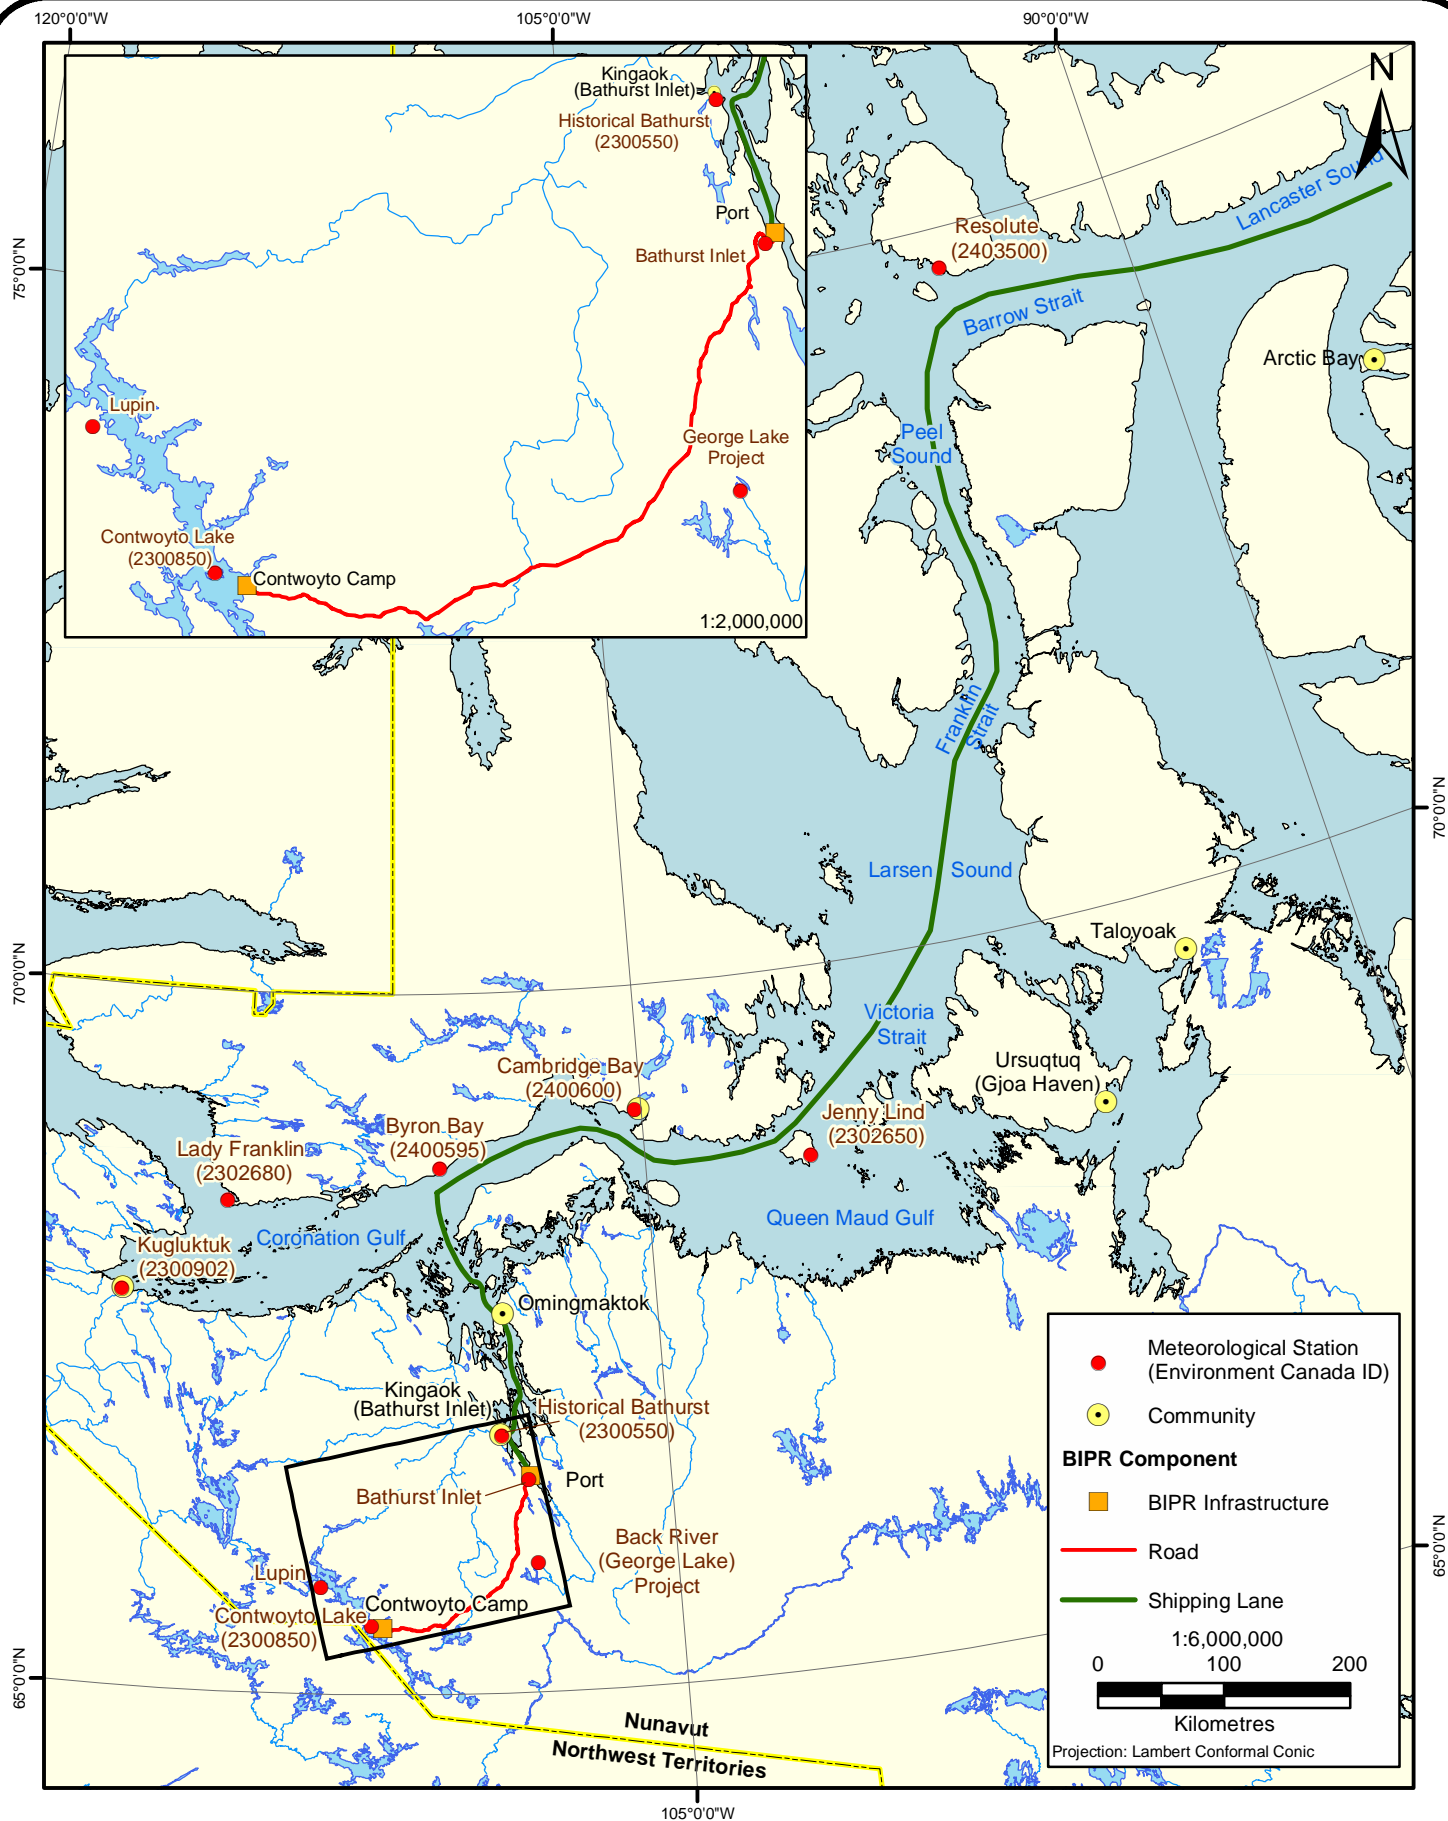 120°0'0"W
105°0'0"W
90°0'0"W
N
Kingaok
(Bathurst Inlet)
Historical Bathurst
(2300550)
Port
Bathurst Inlet
Lupin
George Lake
Project
Contwoyto Lake
(2300850)
Contwoyto Camp
1:2,000,000
Lancaster Sound
Resolute
(2403500)
Barrow Strait
75°0'0"N
Arctic Bay
Peel
Sound
Franklin
Strait
70°0'0"N
Larsen Sound
Taloyoak
70°0'0"N
Victoria
Strait
Ursuqtuq
(Gjoa Haven)
Cambridge Bay
(2400600)
Jenny Lind
(2302650)
Byron Bay
(2400595)
Lady Franklin
(2302680)
Queen Maud Gulf
Coronation Gulf
Kugluktuk
(2300902)
Omingmaktok
Kingaok
(Bathurst Inlet)
Historical Bathurst
(2300550)
Port
Bathurst Inlet
Back River
(George Lake)
Project
Lupin
Contwoyto Camp
Contwoyto Lake
(2300850)
65°0'0"N
65°0'0"N
Nunavut
Northwest Territories
105°0'0"W
Meteorological Station
(Environment Canada ID)
Community
BIPR Component
BIPR Infrastructure
Road
Shipping Lane
1:6,000,000
0 100 200
Kilometres
Projection: Lambert Conformal Conic